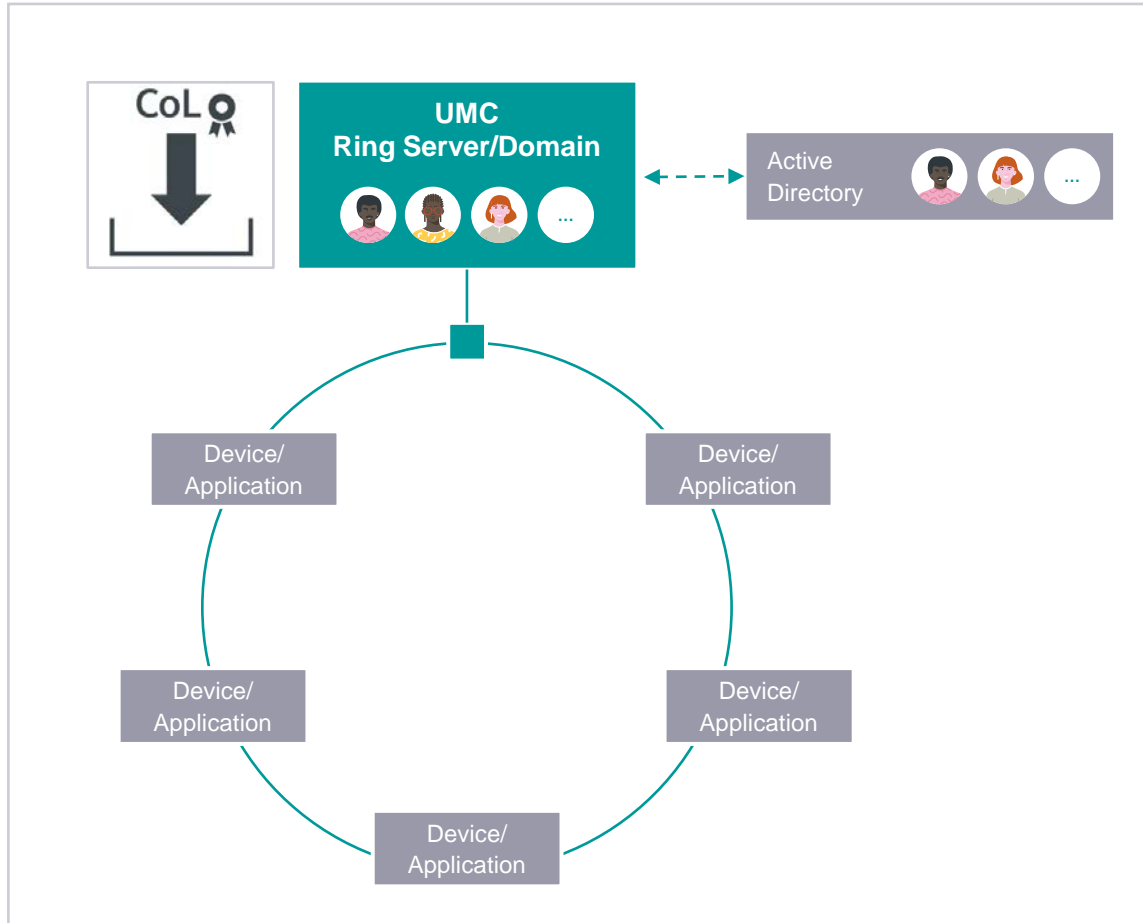 CoL
UMC
Ring Server/Domain
...
Active
Directory
...
Device/
Application
Device/
Application
Device/
Application
Device/
Application
Device/
Application